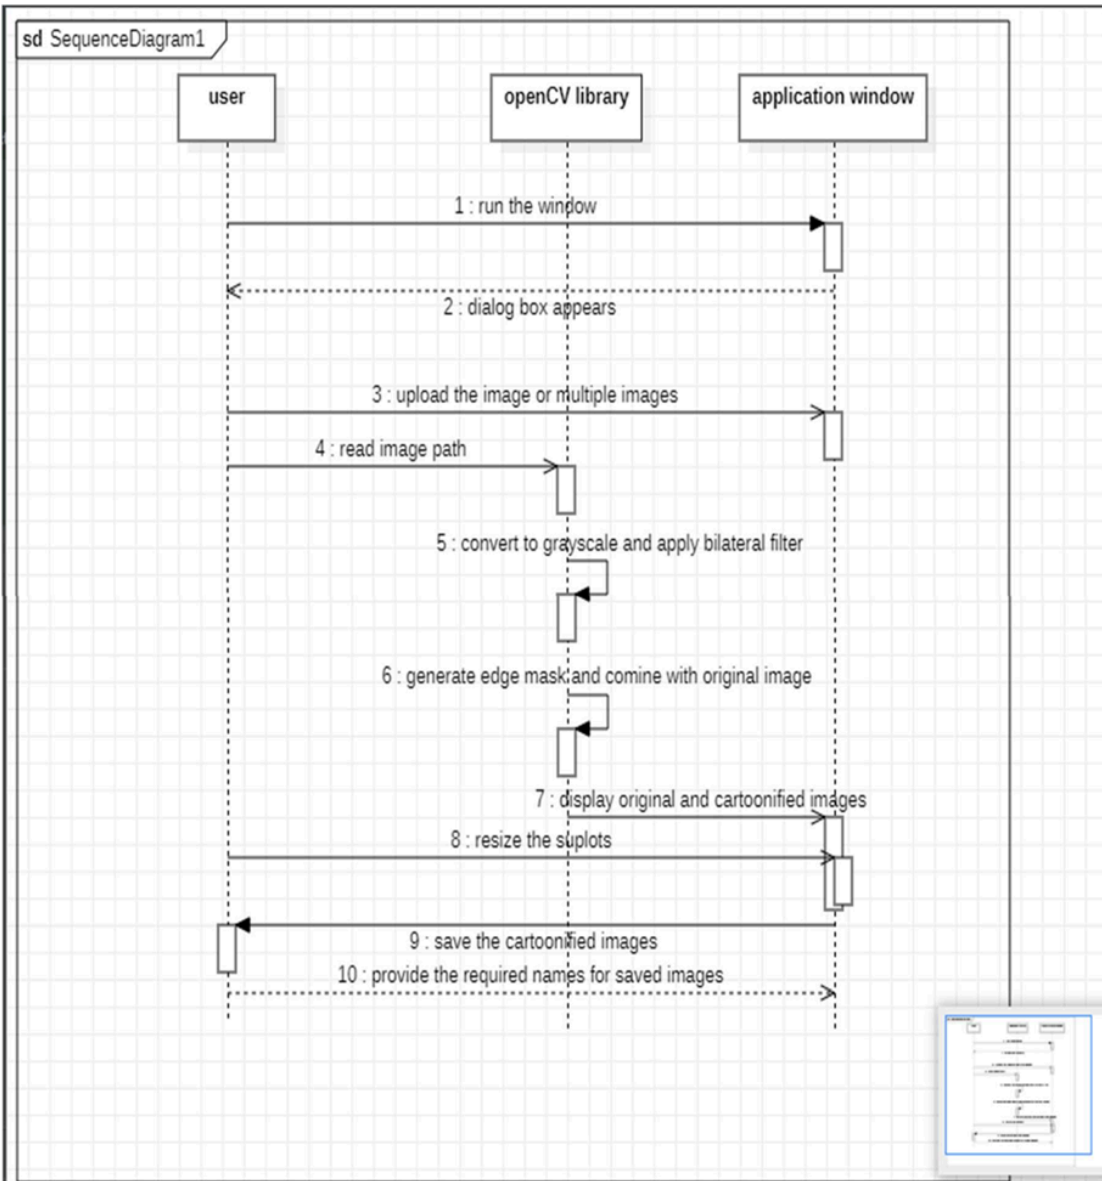 sd SequenceDiagram1
user
openCV library
application window
1 : run the window
2 : dialog box appears
3 : upload the image or multiple images
4 : read image path
5 : convert to grayscale and apply bilateral filter
6 : generate edge mask and comine with original image
7 : display original and cartoonified images
8 : resize the suplots
9 : save the cartoonified images
10 : provide the required names for saved images